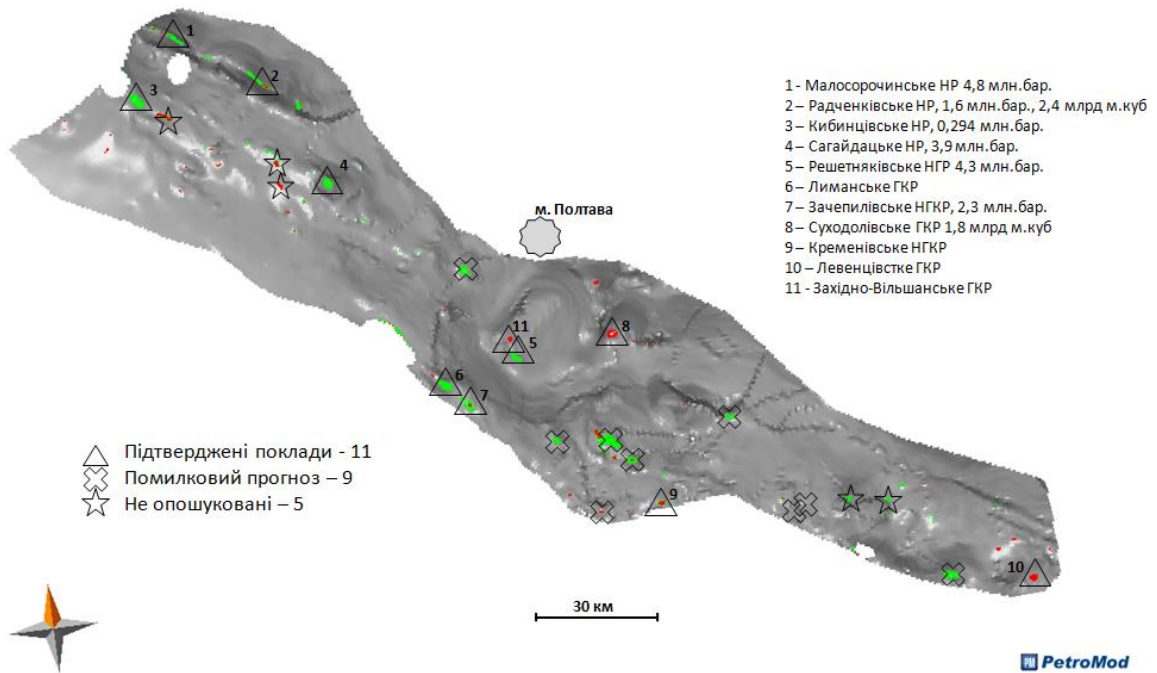 1
2
3
4
м. Полтава
11
5
8
6
7
9
10
1 - Малосорочинське НР 4,8 млн.бар.
2 – Радченківське НР, 1,6 млн.бар., 2,4 млрд м.куб
3 – Кибинцівське НР, 0,294 млн.бар.
4 – Сагайдацьке НР, 3,9 млн.бар.
5 – Решетняківське НГР 4,3 млн.бар.
6 – Лиманське ГКР
7 – Зачепилівське НГКР, 2,3 млн.бар.
8 – Суходолівське ГКР 1,8 млрд м.куб
9 – Кременівське НГКР
10 – Левенцівстке ГКР
11 - Західно-Вільшанське ГКР
Підтверджені поклади - 11
Помилковий прогноз – 9
Не опошуковані – 5
30 км
PM PetroMod